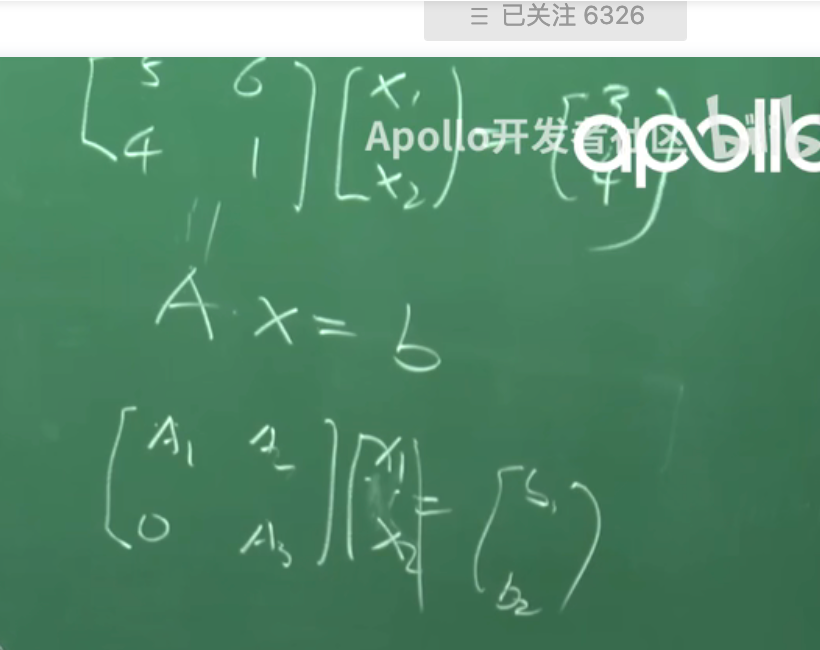 已关注 6326
5 6 x₁ 3
4 1 x₂ = 4
Apollo开发者社区
apollo
A · x = b
A₁ A₂ x₁ b₁
0 A₃ x₂ = b₂